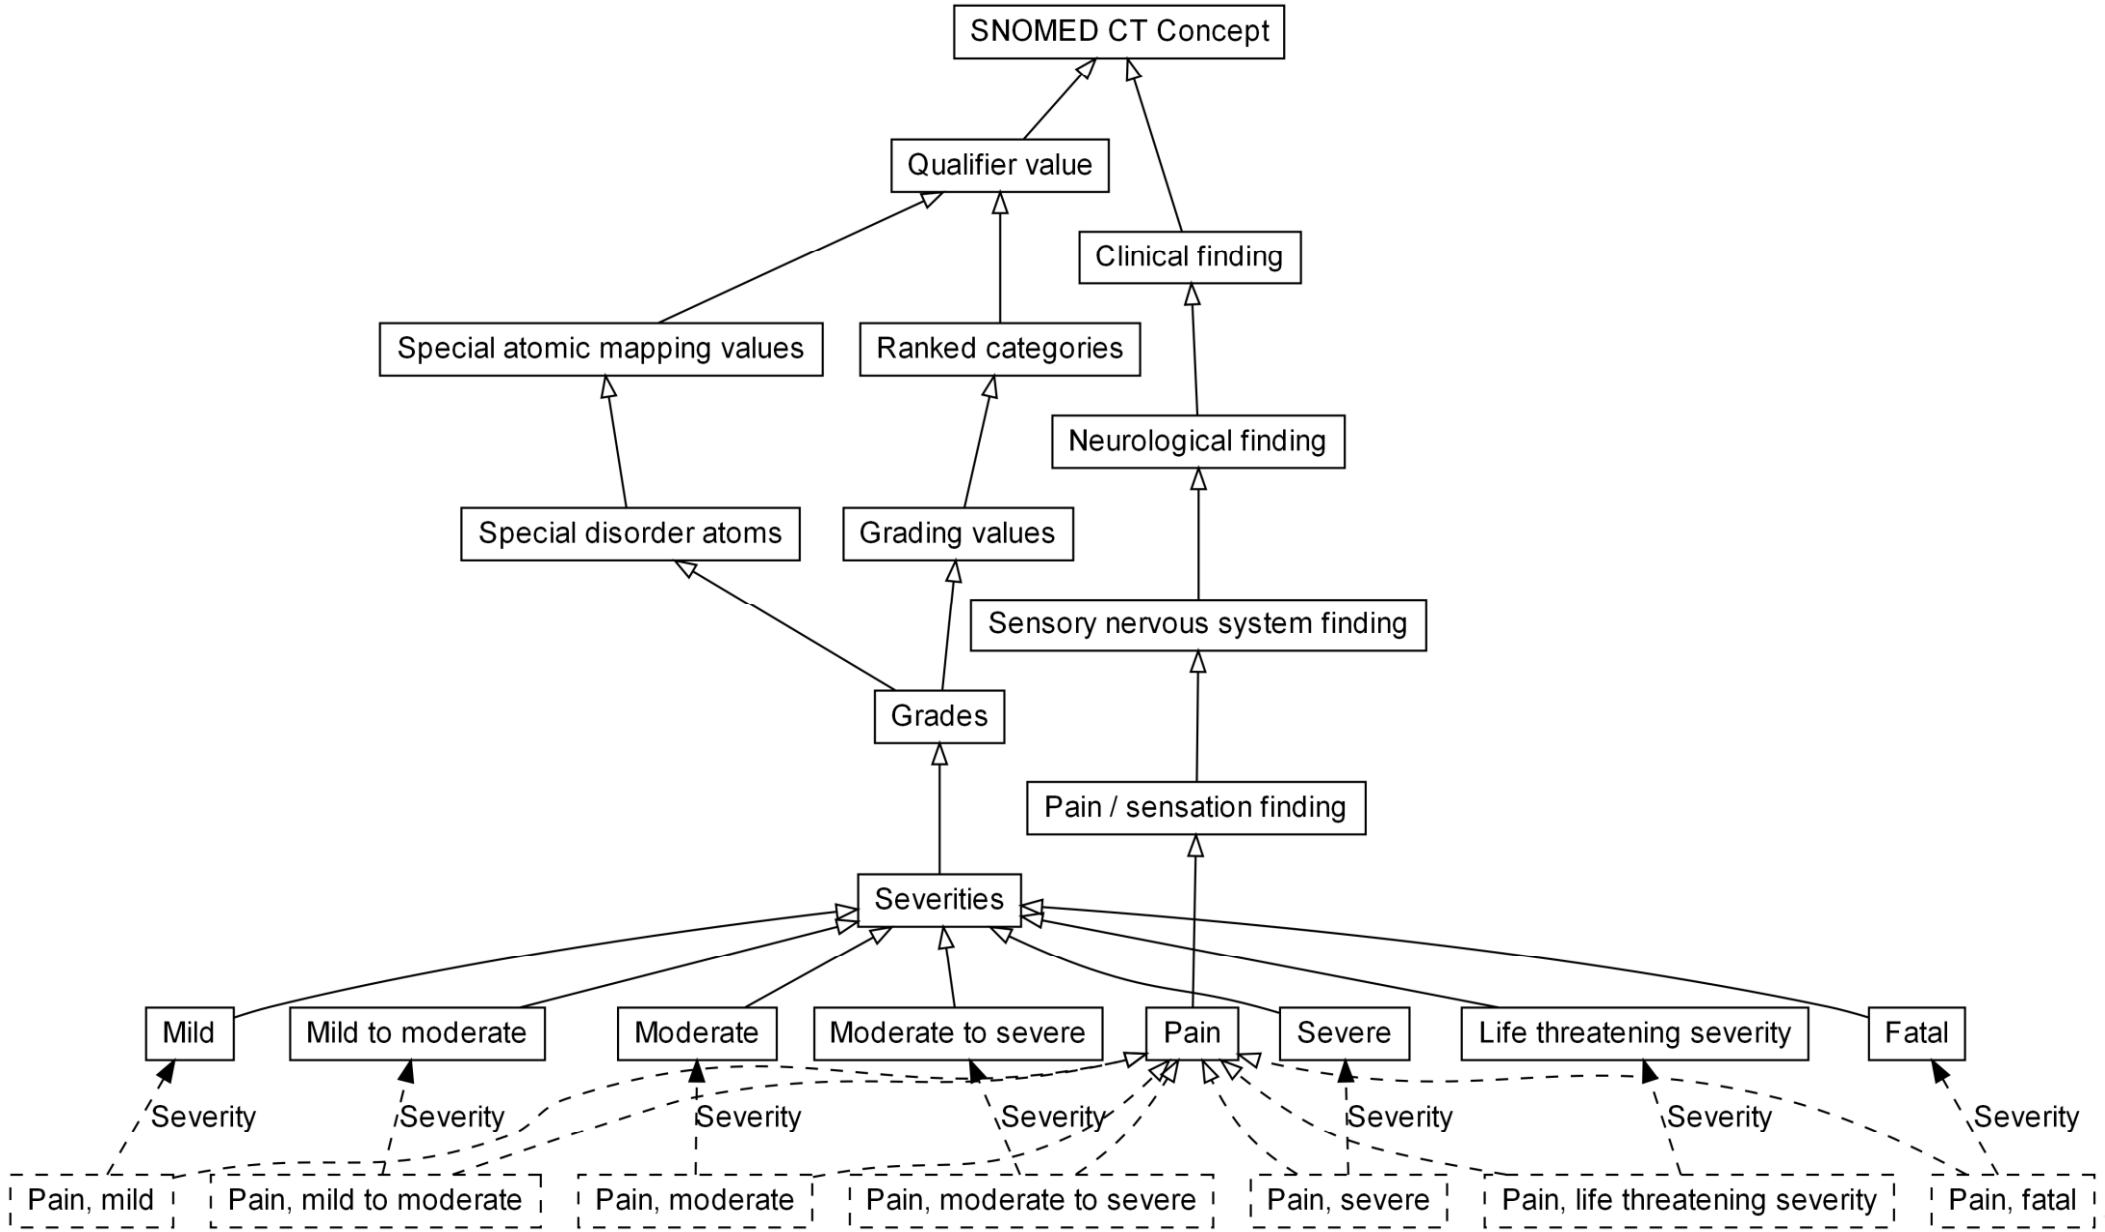 SNOMED CT Concept
Qualifier value
Clinical finding
Special atomic mapping values
Ranked categories
Neurological finding
Special disorder atoms
Grading values
Sensory nervous system finding
Grades
Pain / sensation finding
Severities
Mild
Mild to moderate
Moderate
Moderate to severe
Pain
Severe
Life threatening severity
Fatal
Severity
Severity
Severity
Severity
Severity
Severity
Severity
Pain, mild
Pain, mild to moderate
Pain, moderate
Pain, moderate to severe
Pain, severe
Pain, life threatening severity
Pain, fatal